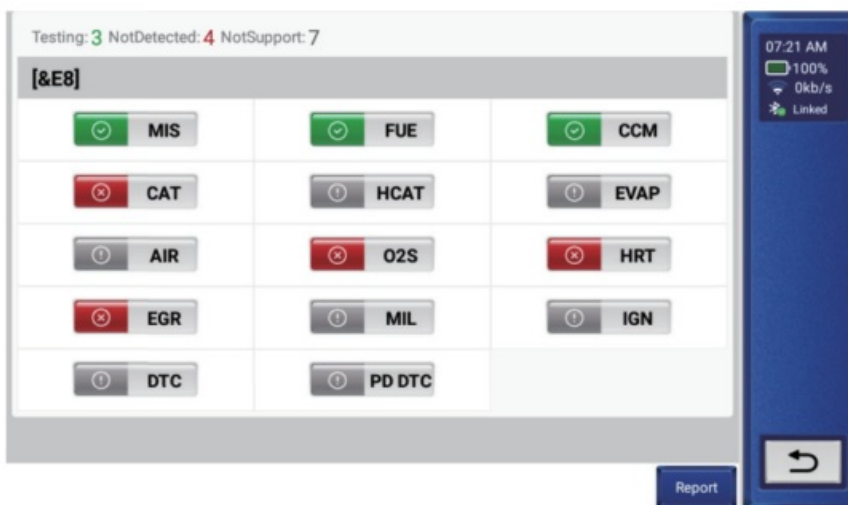 Testing: 3 NotDetected: 4 NotSupport: 7
[&E8]
MIS FUE CCM
CAT HCAT EVAP
AIR O2S HRT
EGR MIL IGN
DTC PD DTC
Report
07:21 AM
100%
0kb/s
Linked